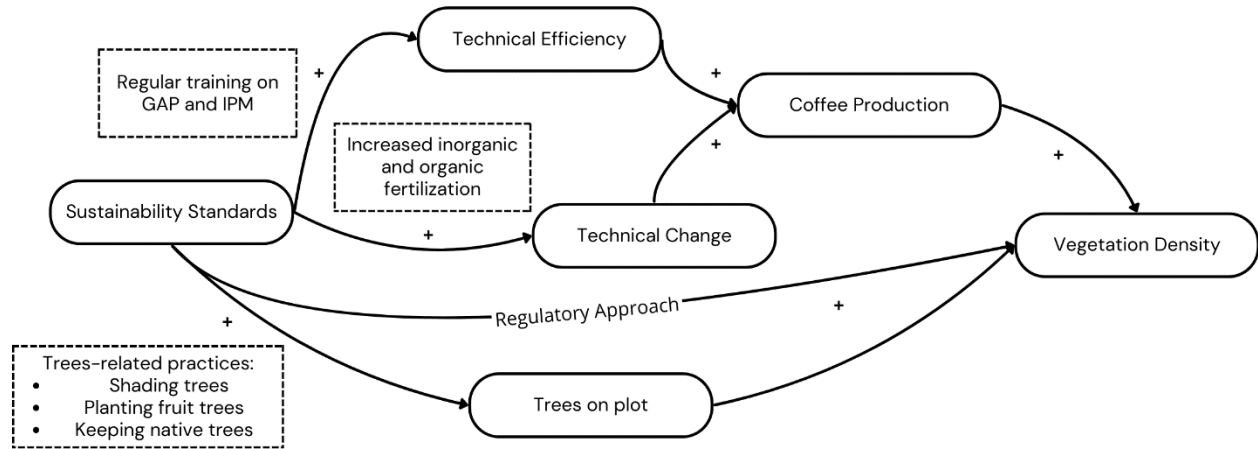 Technical Efficiency
Regular training on
GAP and IPM
+
+
Coffee Production
Increased inorganic
and organic
fertilization
+
+
Sustainability Standards
+
Technical Change
Vegetation Density
Regulatory Approach
+
+
Trees-related practices:
• Shading trees
• Planting fruit trees
• Keeping native trees
Trees on plot